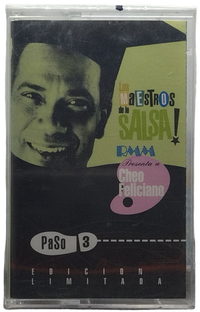 Los
MAESTROS
de la
SALSA!
RMM
Presenta a
Cheo
Feliciano
PaSo 3
EDICION
LIMITADA